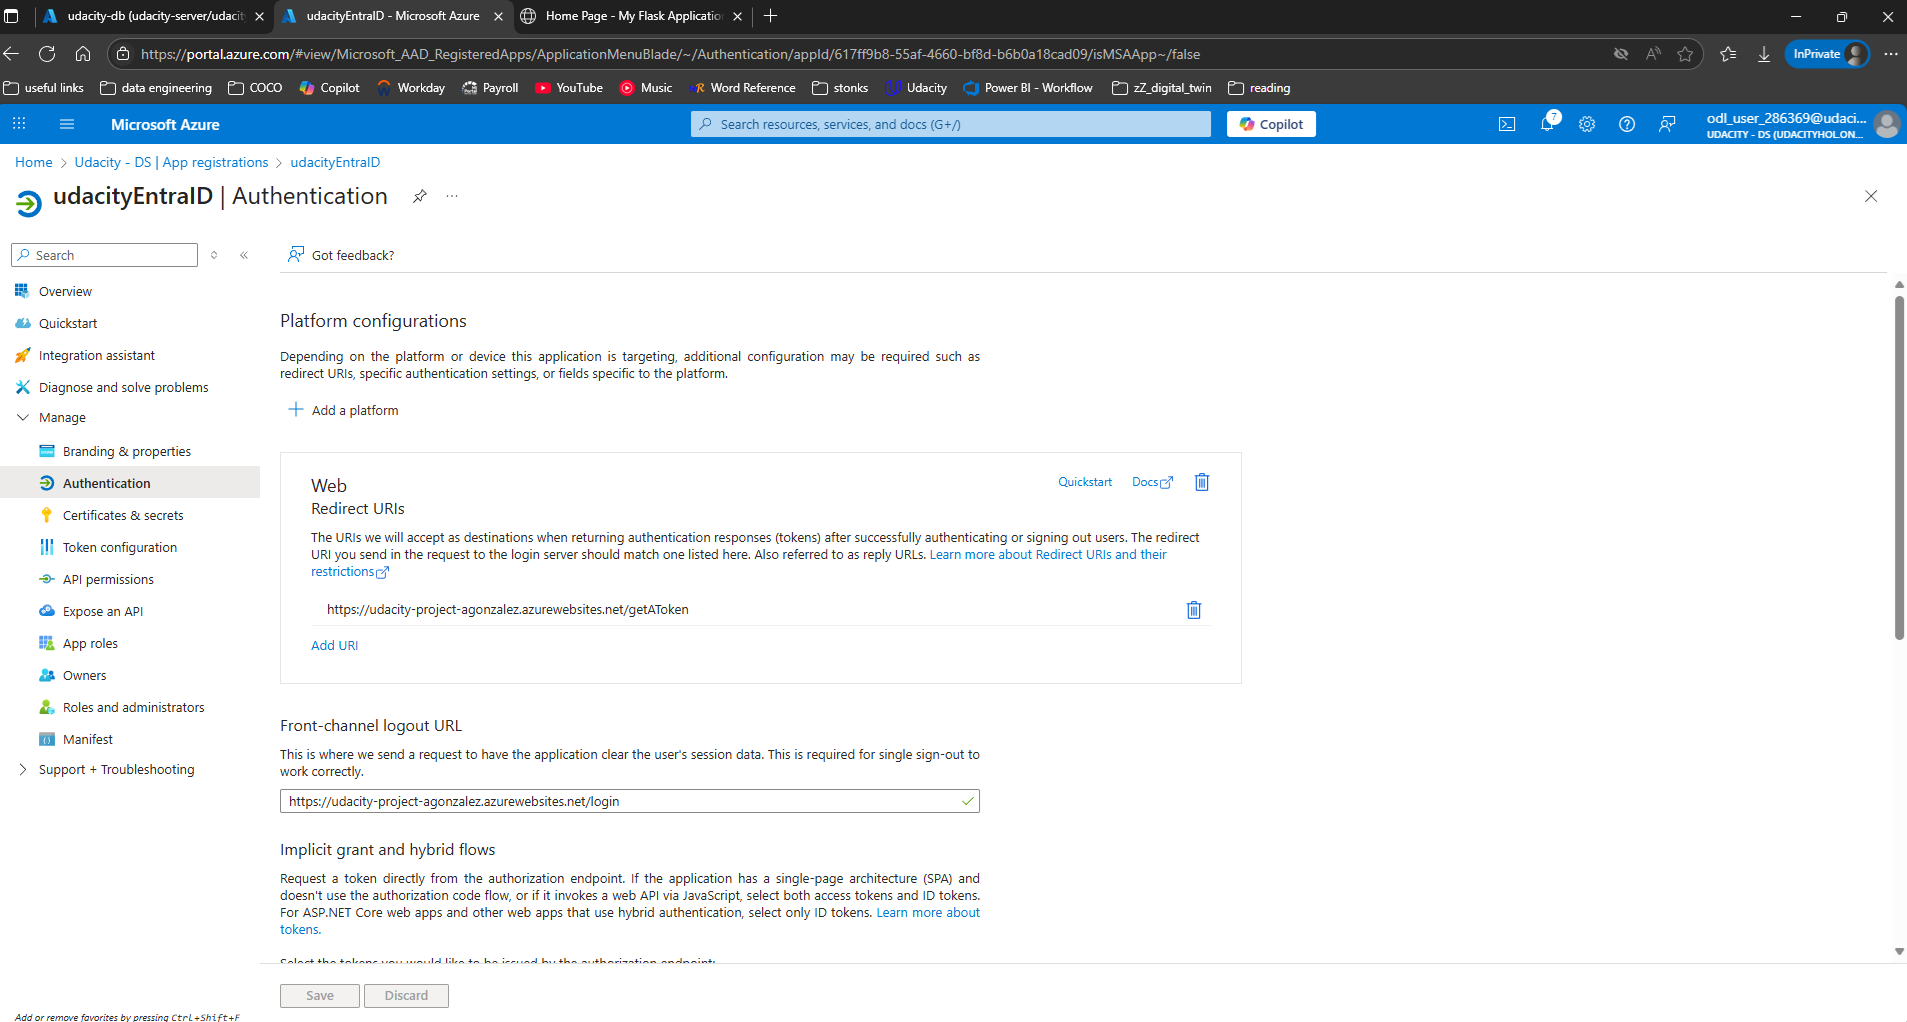 udacity-db (udacity-server/udacit
udacityEntraID - Microsoft Azure
Home Page - My Flask Applicatio
https://portal.azure.com/#view/Microsoft_AAD_RegisteredApps/ApplicationMenuBlade/~/Authentication/appId/617ff9b8-55af-4660-bf8d-b6b0a18cad09/isMSAApp~/false
InPrivate
useful links
data engineering
COCO
Copilot
Workday
Payroll
YouTube
Music
Word Reference
stonks
Udacity
Power BI - Workflow
zZ_digital_twin
reading
Microsoft Azure
Search resources, services, and docs (G+/)
Copilot
7
odl_user_286369@udaci...
UDACITY - DS (UDACITYHOL.ON...
Home > Udacity - DS | App registrations > udacityEntraID
udacityEntraID | Authentication
Search
Got feedback?
Overview
Quickstart
Integration assistant
Diagnose and solve problems
Manage
Branding & properties
Authentication
Certificates & secrets
Token configuration
API permissions
Expose an API
App roles
Owners
Roles and administrators
Manifest
Support + Troubleshooting
Platform configurations
Depending on the platform or device this application is targeting, additional configuration may be required such as
redirect URIs, specific authentication settings, or fields specific to the platform.
Add a platform
Web
Quickstart
Docs
Redirect URIs
The URIs we will accept as destinations when returning authentication responses (tokens) after successfully authenticating or signing out users. The redirect
URI you send in the request to the login server should match one listed here. Also referred to as reply URLs. Learn more about Redirect URIs and their
restrictions
https://udacity-project-agonzalez.azurewebsites.net/getAToken
Add URI
Front-channel logout URL
This is where we send a request to have the application clear the user's session data. This is required for single sign-out to
work correctly.
https://udacity-project-agonzalez.azurewebsites.net/login
Implicit grant and hybrid flows
Request a token directly from the authorization endpoint. If the application has a single-page architecture (SPA) and
doesn't use the authorization code flow, or if it invokes a web API via JavaScript, select both access tokens and ID tokens.
For ASP.NET Core web apps and other web apps that use hybrid authentication, select only ID tokens. Learn more about
tokens.
Select the tokens you would like to be issued by the authorization endpoint:
Save
Discard
Add or remove favorites by pressing Ctrl+Shift+F